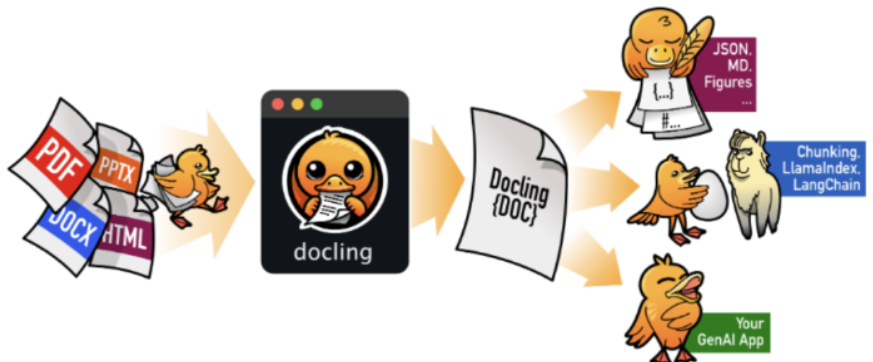 PDF
PPTX
DOCX
HTML
docling
Docling
{DOC}
{...}
#...
JSON,
MD,
Figures
...
Chunking,
LlamaIndex,
LangChain
Your
GenAI App